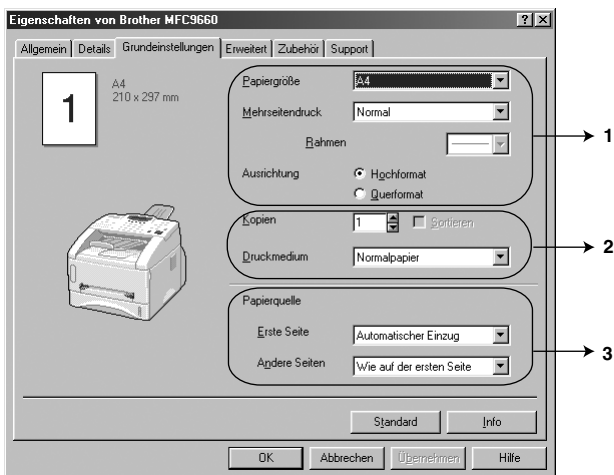 Eigenschaften von Brother MFC9660
Allgemein Details Grundeinstellungen Erweitert Zubehör Support
1
A4
210 x 297 mm
Papiergröße A4
Mehrseitendruck Normal
Rahmen
Ausrichtung Hochformat
Querformat
1
Kopien 1 Sortieren
Druckmedium Normalpapier
2
Papierquelle
Erste Seite Automatischer Einzug
Andere Seiten Wie auf der ersten Seite
3
Standard Info
OK Abbrechen Übernehmen Hilfe